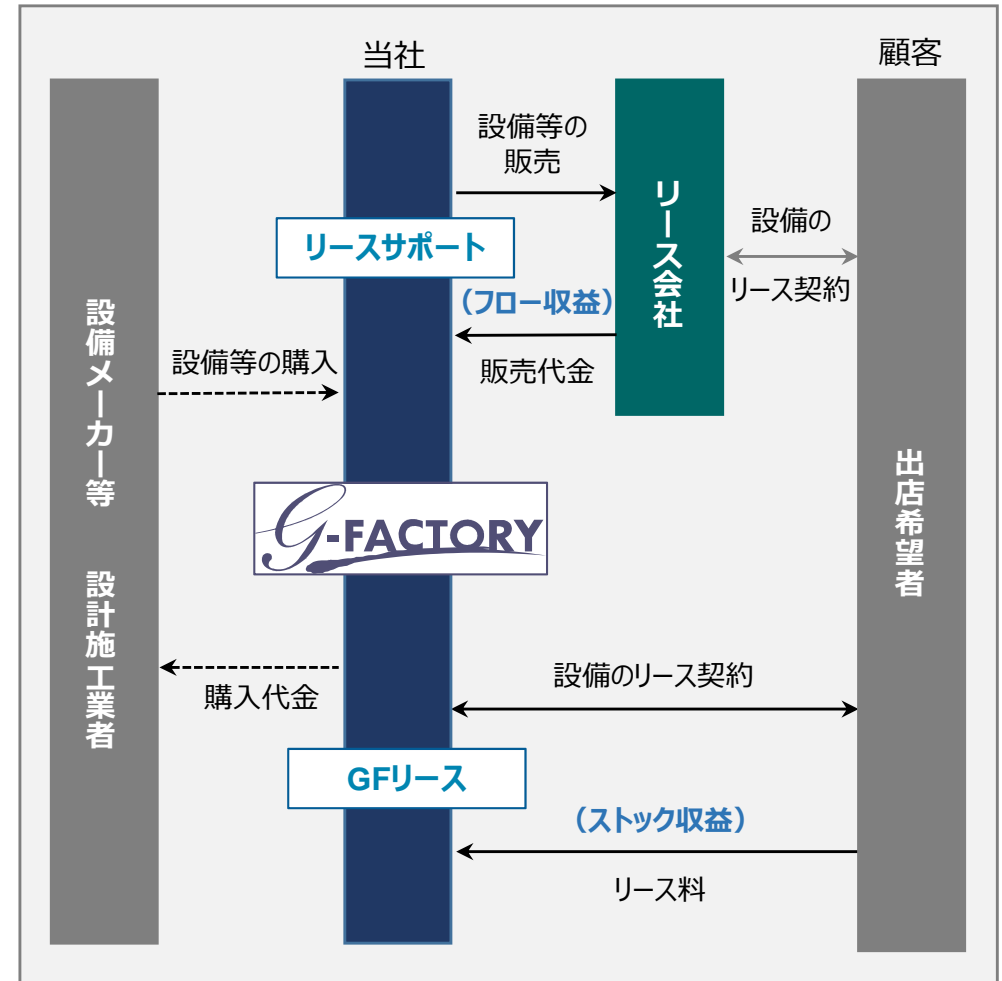 当社
顧客
設備等の
販売
リース会社
設備の
リース契約
リースサポート
（フロー収益）
販売代金
設備メーカー等　設計施工業者
設備等の購入
出店希望者
G-FACTORY
購入代金
設備のリース契約
GFリース
（ストック収益）
リース料